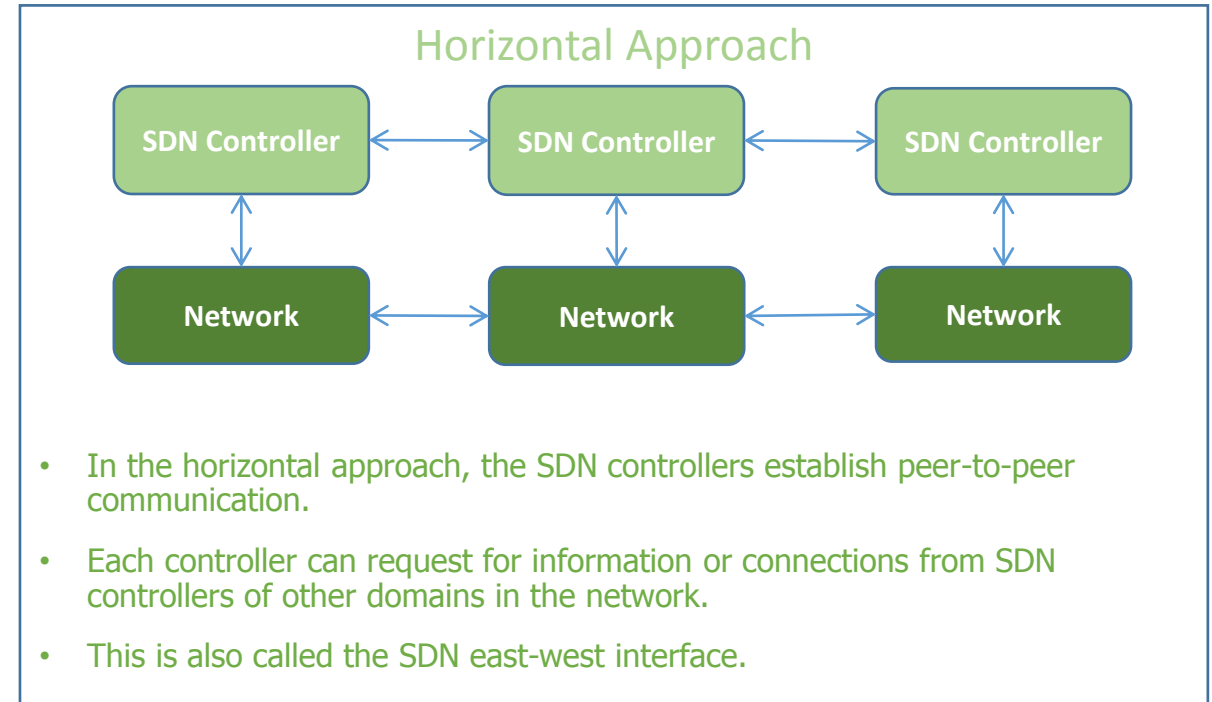 Horizontal Approach
SDN Controller
SDN Controller
SDN Controller
Network
Network
Network
• In the horizontal approach, the SDN controllers establish peer-to-peer
communication.
• Each controller can request for information or connections from SDN
controllers of other domains in the network.
• This is also called the SDN east-west interface.